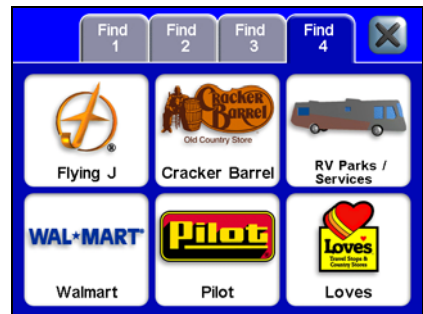 Find
1
Find
2
Find
3
Find
4
X
Flying J
Cracker
Barrel
Old Country Store
Cracker Barrel
RV Parks /
Services
WAL★MART
Walmart
Pilot
Pilot
Loves
Travel Stops &
Country Stores
Loves